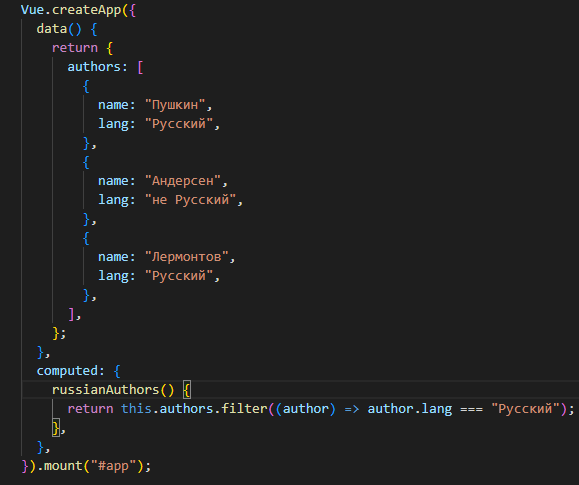 Vue.createApp({
  data() {
    return {
      authors: [
        {
          name: "Пушкин",
          lang: "Русский",
        },
        {
          name: "Андерсен",
          lang: "не Русский",
        },
        {
          name: "Лермонтов",
          lang: "Русский",
        },
      ],
    };
  },
  computed: {
    russianAuthors() {
      return this.authors.filter((author) => author.lang === "Русский");
    },
  },
}).mount("#app");